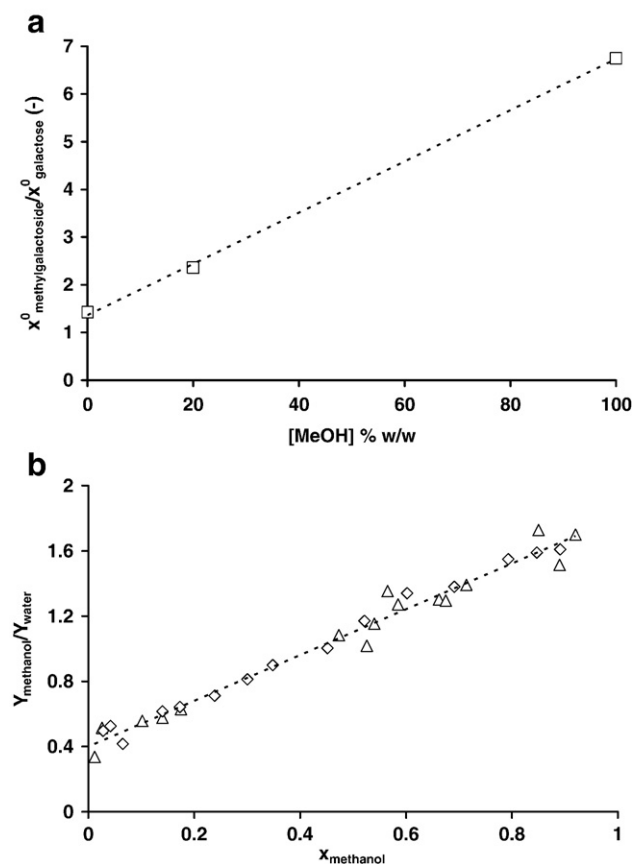 a
x⁰methylgalactoside/x⁰galactose (-)
7
6
5
4
3
2
1
0
0 20 40 60 80 100
[MeOH] % w/w
b
Υmethanol/Υwater
2
1.6
1.2
0.8
0.4
0
0 0.2 0.4 0.6 0.8 1
xmethanol